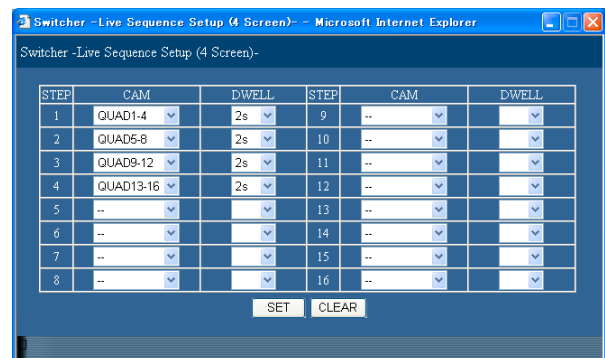 Switcher -Live Sequence Setup (4 Screen)- - Microsoft Internet Explorer
Switcher -Live Sequence Setup (4 Screen)-
STEP CAM DWELL STEP CAM DWELL
1 QUAD1-4 2s 9 --
2 QUAD5-8 2s 10 --
3 QUAD9-12 2s 11 --
4 QUAD13-16 2s 12 --
5 -- 13 --
6 -- 14 --
7 -- 15 --
8 -- 16 --
SET CLEAR